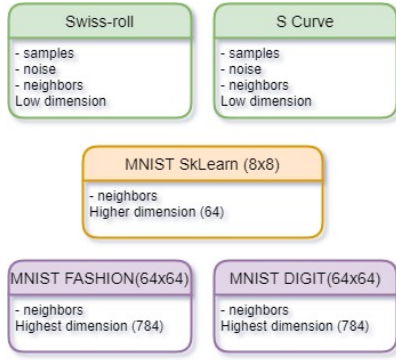 Swiss-roll
- samples
- noise
- neighbors
Low dimension
S Curve
- samples
- noise
- neighbors
Low dimension
MNIST SkLearn (8x8)
- neighbors
Higher dimension (64)
MNIST FASHION(64x64)
- neighbors
Highest dimension (784)
MNIST DIGIT(64x64)
- neighbors
Highest dimension (784)